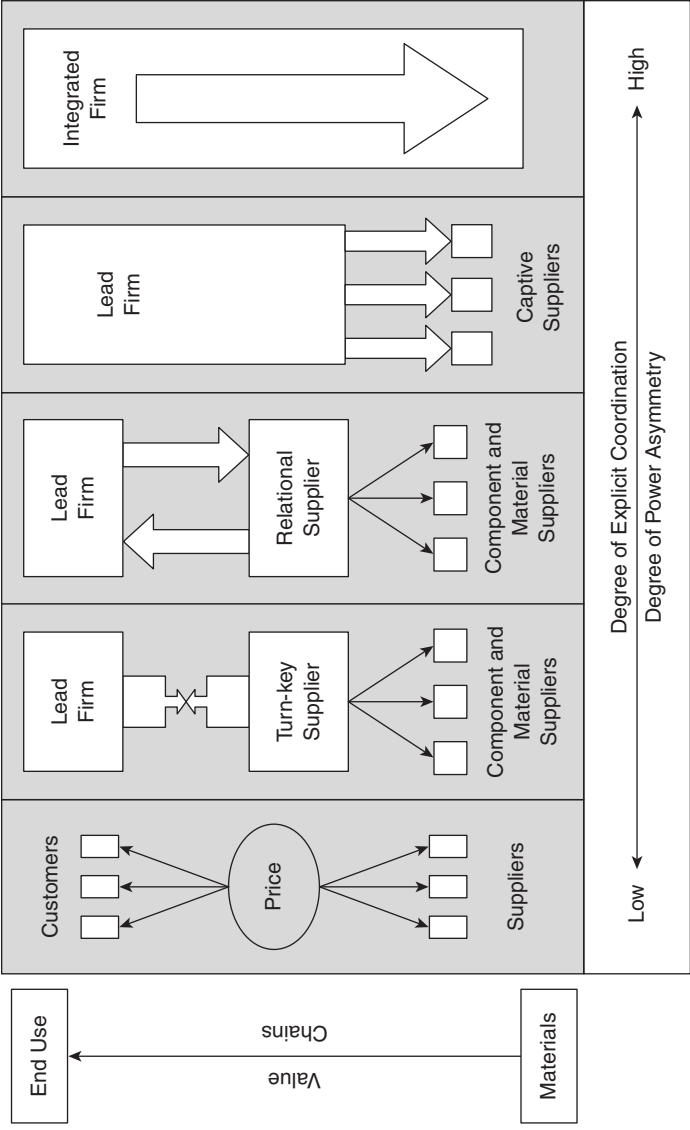 End Use
Value
Chains
Materials
Customers
Price
Suppliers
Lead
Firm
Turn-key
Supplier
Component and
Material
Suppliers
Lead
Firm
Relational
Supplier
Component and
Material
Suppliers
Lead
Firm
Captive
Suppliers
Integrated
Firm
Low
Degree of Explicit Coordination
Degree of Power Asymmetry
High